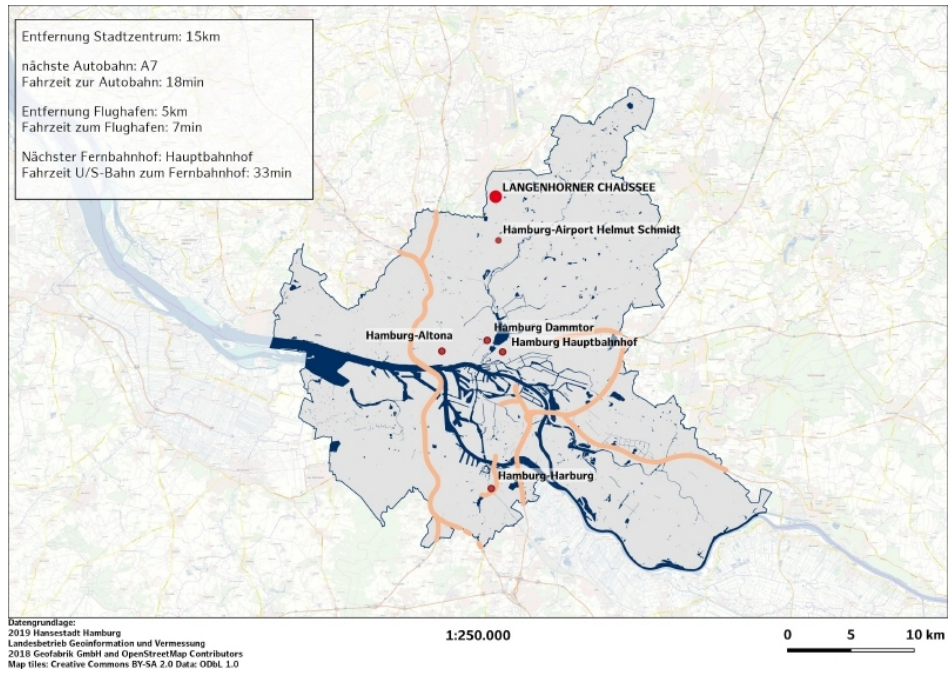 Entfernung Stadtzentrum: 15km
nächste Autobahn: A7
Fahrzeit zur Autobahn: 18min
Entfernung Flughafen: 5km
Fahrzeit zum Flughafen: 7min
Nächster Fernbahnhof: Hauptbahnhof
Fahrzeit U/S-Bahn zum Fernbahnhof: 33min
LANGENHORNER CHAUSSEE
Hamburg-Airport Helmut Schmidt
Hamburg Dammtor
Hamburg-Altona
Hamburg Hauptbahnhof
Hamburg-Harburg
Datengrundlage:
2019 Hansestadt Hamburg
Landesbetrieb Geoinformation und Vermessung
2018 Geofabrik GmbH and OpenStreetMap Contributors
Map tiles: Creative Commons BY-SA 2.0 Data: ODbL 1.0
1:250.000
0 5 10 km